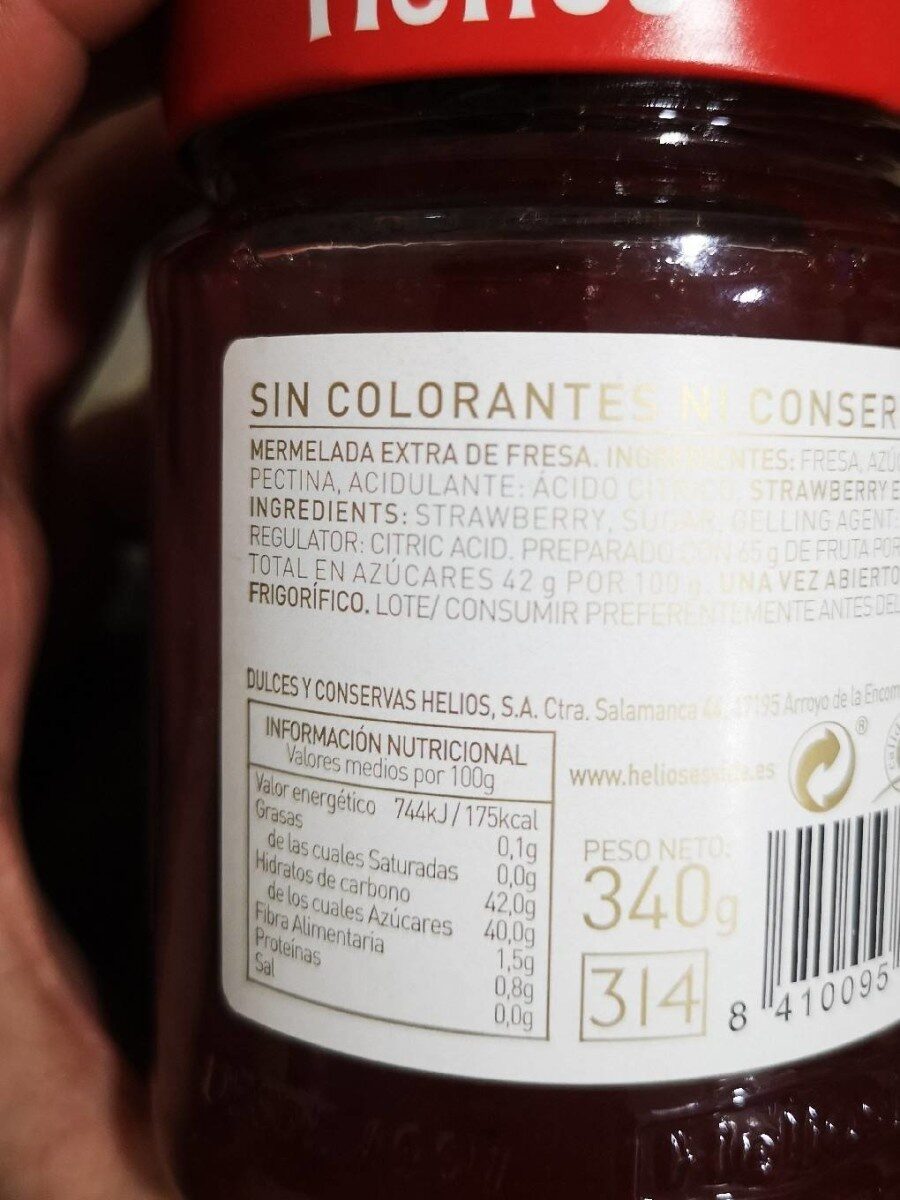 SIN COLORANTES NI CONSER
MERMELADA EXTRA DE FRESA. INGREDIENTES: FRESA, AZÚ
PECTINA, ACIDULANTE: ÁCIDO CÍTRICO. STRAWBERRY E
INGREDIENTS: STRAWBERRY, SUGAR, GELLING AGENT:
REGULATOR: CITRIC ACID. PREPARADO CON 65 g DE FRUTA POR
TOTAL EN AZÚCARES 42 g POR 100 g. UNA VEZ ABIERTO
FRIGORÍFICO. LOTE/ CONSUMIR PREFERENTEMENTE ANTES DEL
DULCES Y CONSERVAS HELIOS, S.A. Ctra. Salamanca 44. 47195 Arroyo de la Encom
INFORMACIÓN NUTRICIONAL
Valores medios por 100g
Valor energético 744kJ / 175kcal
Grasas 0,1g
de las cuales Saturadas 0,0g
Hidratos de carbono 42,0g
de los cuales Azúcares 40,0g
Fibra Alimentaria 1,5g
Proteínas 0,8g
Sal 0,0g
www.heliosesvida.es
®
PESO NETO:
340g
314
8 410095